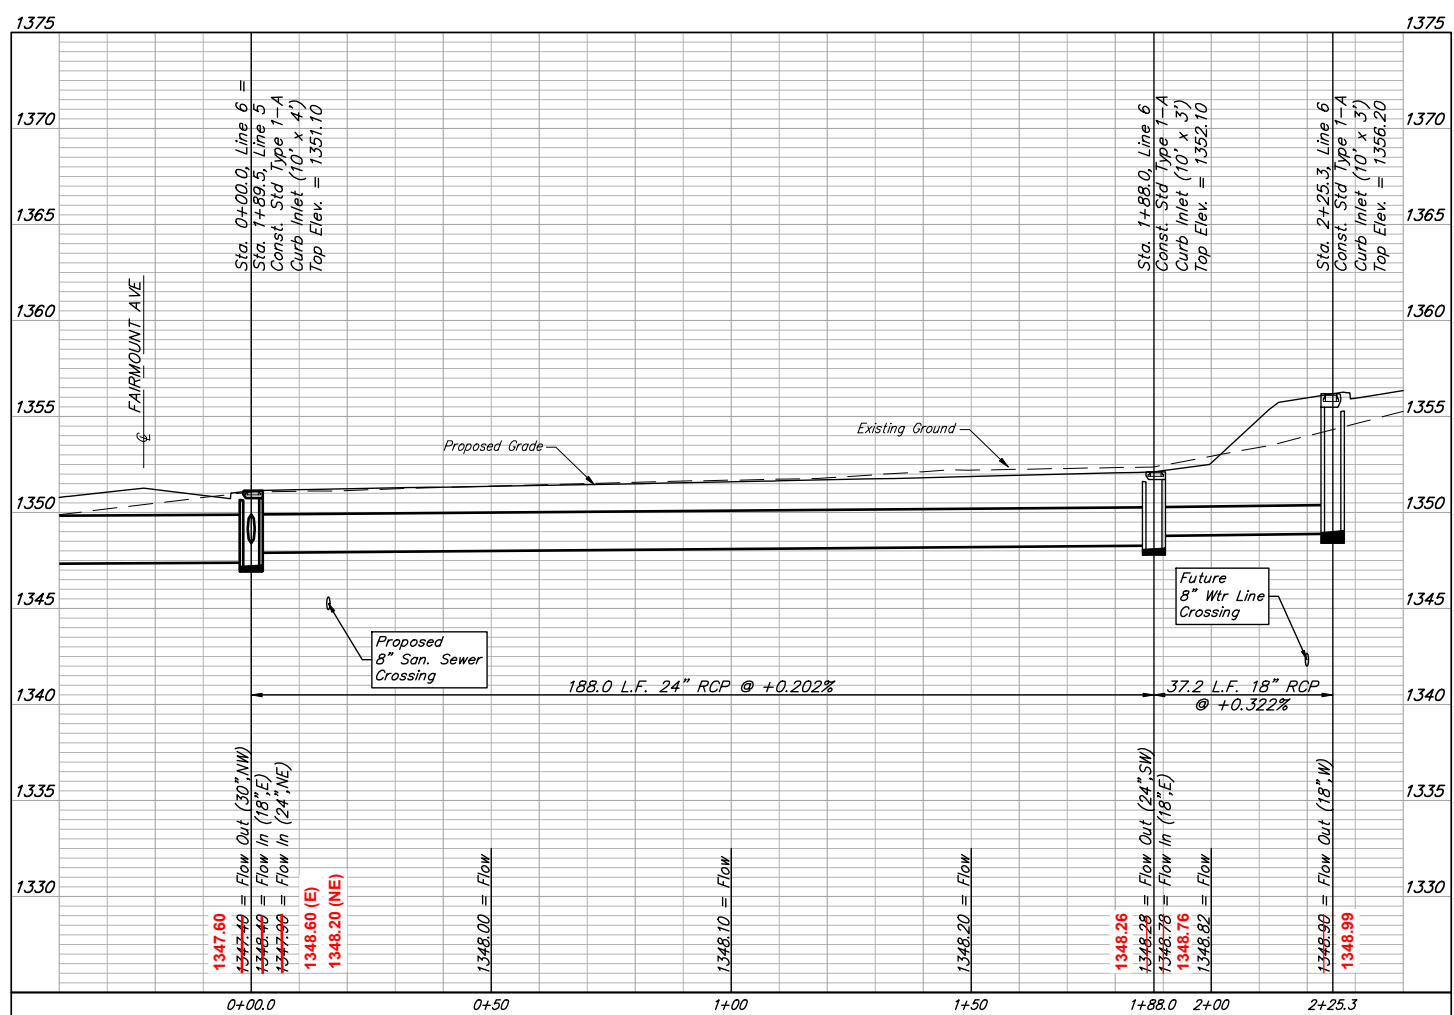 1375
1375
1370
1370
1365
1365
1360
1360
1355
1355
1350
1350
1345
1345
1340
1340
1335
1335
1330
1330
Sta. 0+00.0, Line 6 =
Sta. 1+89.5, Line 5
Const. Std Type 1-A
Curb Inlet (10' x 4')
Top Elev. = 1351.10
Sta. 1+88.0, Line 6
Const. Std Type 1-A
Curb Inlet (10' x 3')
Top Elev. = 1352.10
Sta. 2+25.3, Line 6
Const. Std Type 1-A
Curb Inlet (10' x 3')
Top Elev. = 1356.20
℄ FAIRMOUNT AVE
Proposed Grade
Existing Ground
Proposed
8" San. Sewer
Crossing
Future
8" Wtr Line
Crossing
188.0 L.F. 24" RCP @ +0.202%
37.2 L.F. 18" RCP
@ +0.322%
1347.60
1347.40 = Flow Out (30",NW)
1348.40 = Flow In (18",E)
1347.90 = Flow In (24",NE)
1348.60 (E)
1348.20 (NE)
1348.00 = Flow
1348.10 = Flow
1348.20 = Flow
1348.26
1348.28 = Flow Out (24",SW)
1348.78 = Flow In (18",E)
1348.76
1348.82 = Flow
1348.90 = Flow Out (18",W)
1348.99
0+00.0
0+50
1+00
1+50
1+88.0
2+00
2+25.3